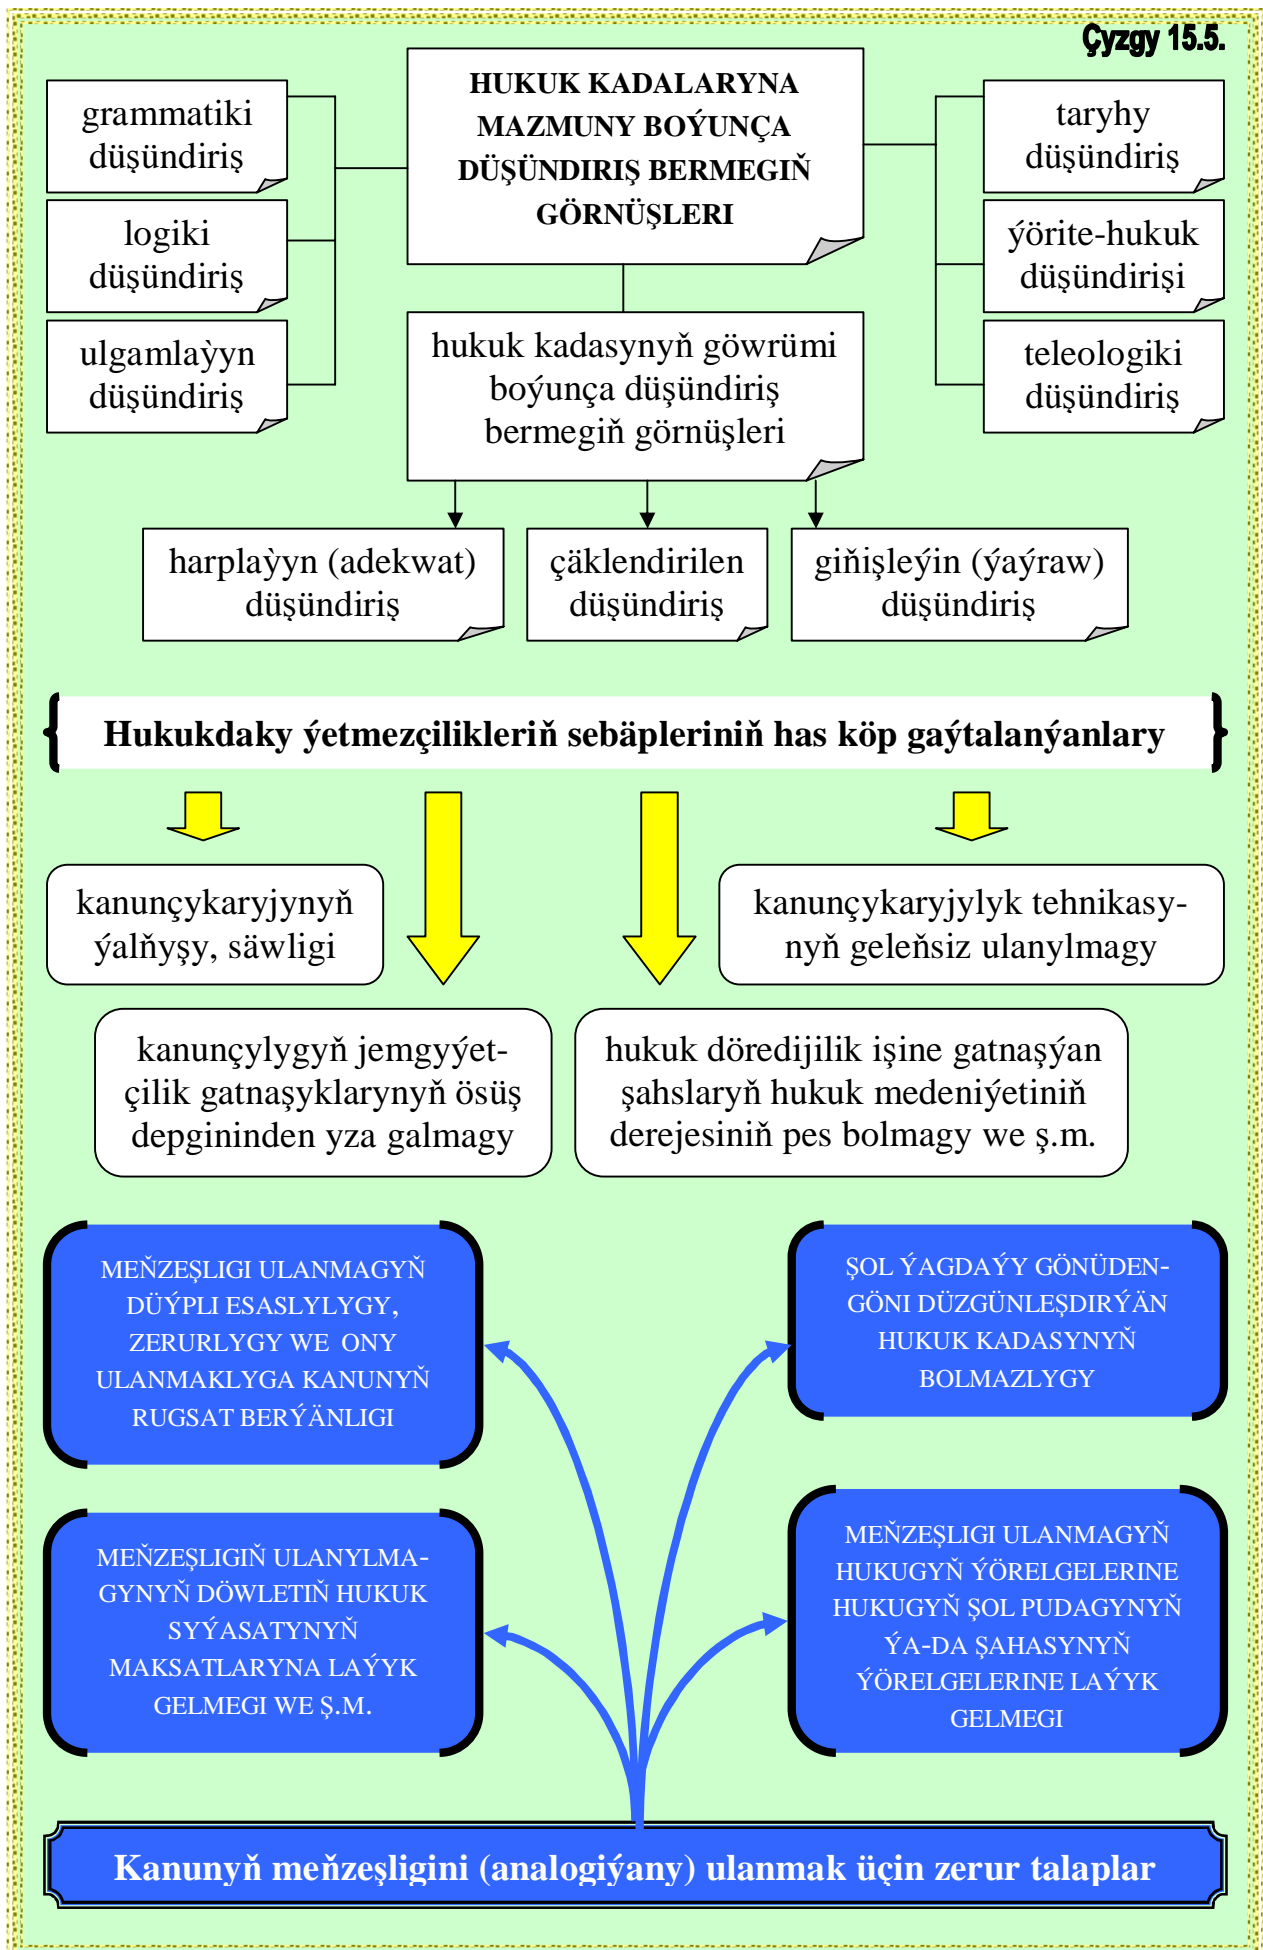 Çyzgy 15.5.
HUKUK KADALARYNA
MAZMUNY BOÝUNÇA
DÜŞÜNDIRIŞ BERMEGIŇ
GÖRNÜŞLERI
grammatiki
düşündiriş
logiki
düşündiriş
ulgamlaỳyn
düşündiriş
taryhy
düşündiriş
ýörite-hukuk
düşündirişi
teleologiki
düşündiriş
hukuk kadasynyň göwrümi
boýunça düşündiriş
bermegiň görnüşleri
harplaỳyn (adekwat)
düşündiriş
çäklendirilen
düşündiriş
giňişleýin (ýaýraw)
düşündiriş
Hukukdaky ýetmezçilikleriň sebäpleriniň has köp gaýtalanýanlary
kanunçykaryjynyň
ýalňyşy, säwligi
kanunçykaryjylyk tehnikasy-
nyň geleňsiz ulanylmagy
kanunçylygyň jemgyýet-
çilik gatnaşyklarynyň ösüş
depgininden yza galmagy
hukuk döredijilik işine gatnaşýan
şahslaryň hukuk medeniýetiniň
derejesiniň pes bolmagy we ş.m.
MEŇZEŞLIGI ULANMAGYŇ
DÜÝPLI ESASLYLYGY,
ZERURLYGY WE ONY
ULANMAKLYGA KANUNYŇ
RUGSAT BERÝÄNLIGI
ŞOL ÝAGDAÝY GÖNÜDEN-
GÖNI DÜZGÜNLEŞDIRÝÄN
HUKUK KADASYNYŇ
BOLMAZLYGY
MEŇZEŞLIGIŇ ULANYLMA-
GYNYŇ DÖWLETIŇ HUKUK
SYÝASATYNYŇ
MAKSATLARYNA LAÝYK
GELMEGI WE Ş.M.
MEŇZEŞLIGI ULANMAGYŇ
HUKUGYŇ ÝÖRELGELERINE
HUKUGYŇ ŞOL PUDAGYNYŇ
ÝA-DA ŞAHASYNYŇ
ÝÖRELGELERINE LAÝYK
GELMEGI
Kanunyň meňzeşligini (analogiýany) ulanmak üçin zerur talaplar